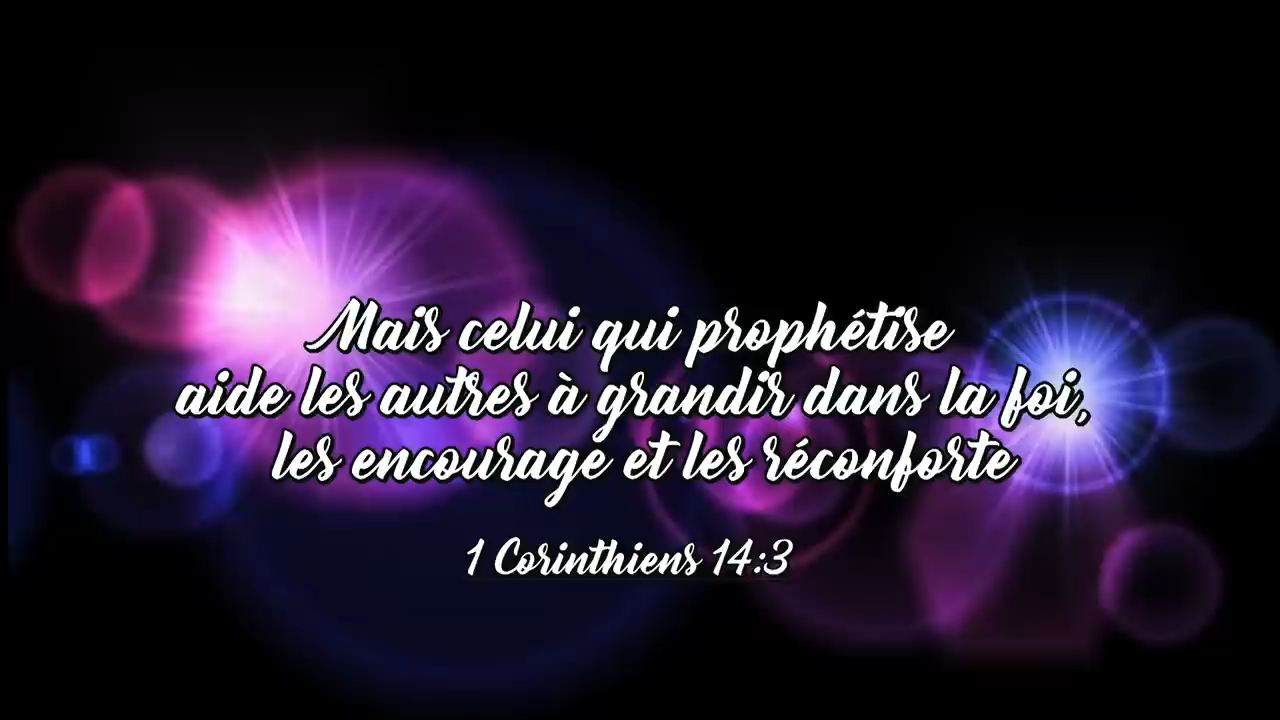 Mais celui qui prophétise
aide les autres à grandir dans la foi,
les encourage et les réconforte
1 Corinthiens 14:3